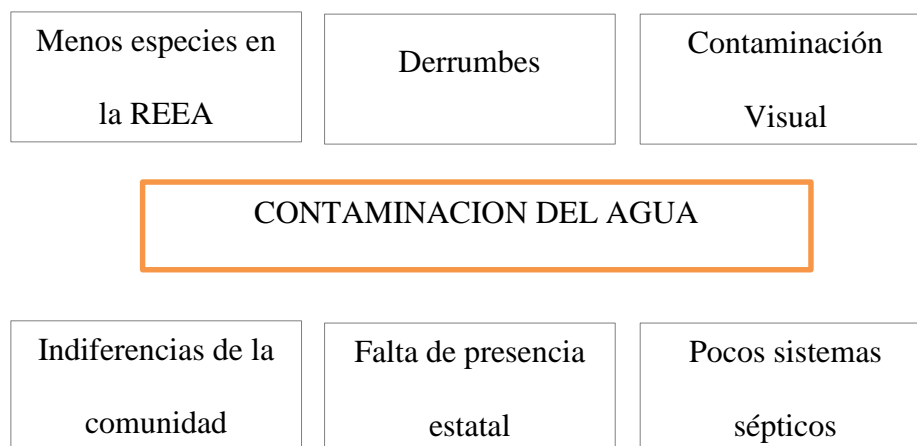 Menos especies en
la REEA
Derrumbes
Contaminación
Visual
CONTAMINACION DEL AGUA
Indiferencias de la
comunidad
Falta de presencia
estatal
Pocos sistemas
sépticos